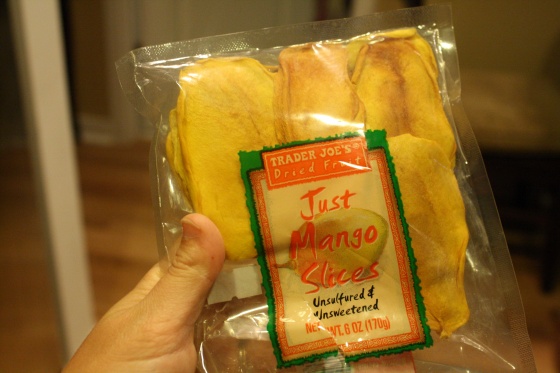 TRADER JOE'S®
Dried Fruit
Just
Mango
Slices
Unsulfured &
Unsweetened
NET WT. 6 OZ (170g)